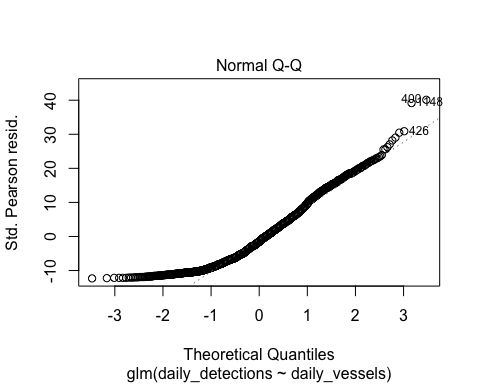 Normal Q-Q
Std. Pearson resid.
40
30
20
10
0
-10
400
1148
426
-3 -2 -1 0 1 2 3
Theoretical Quantiles
glm(daily_detections ~ daily_vessels)